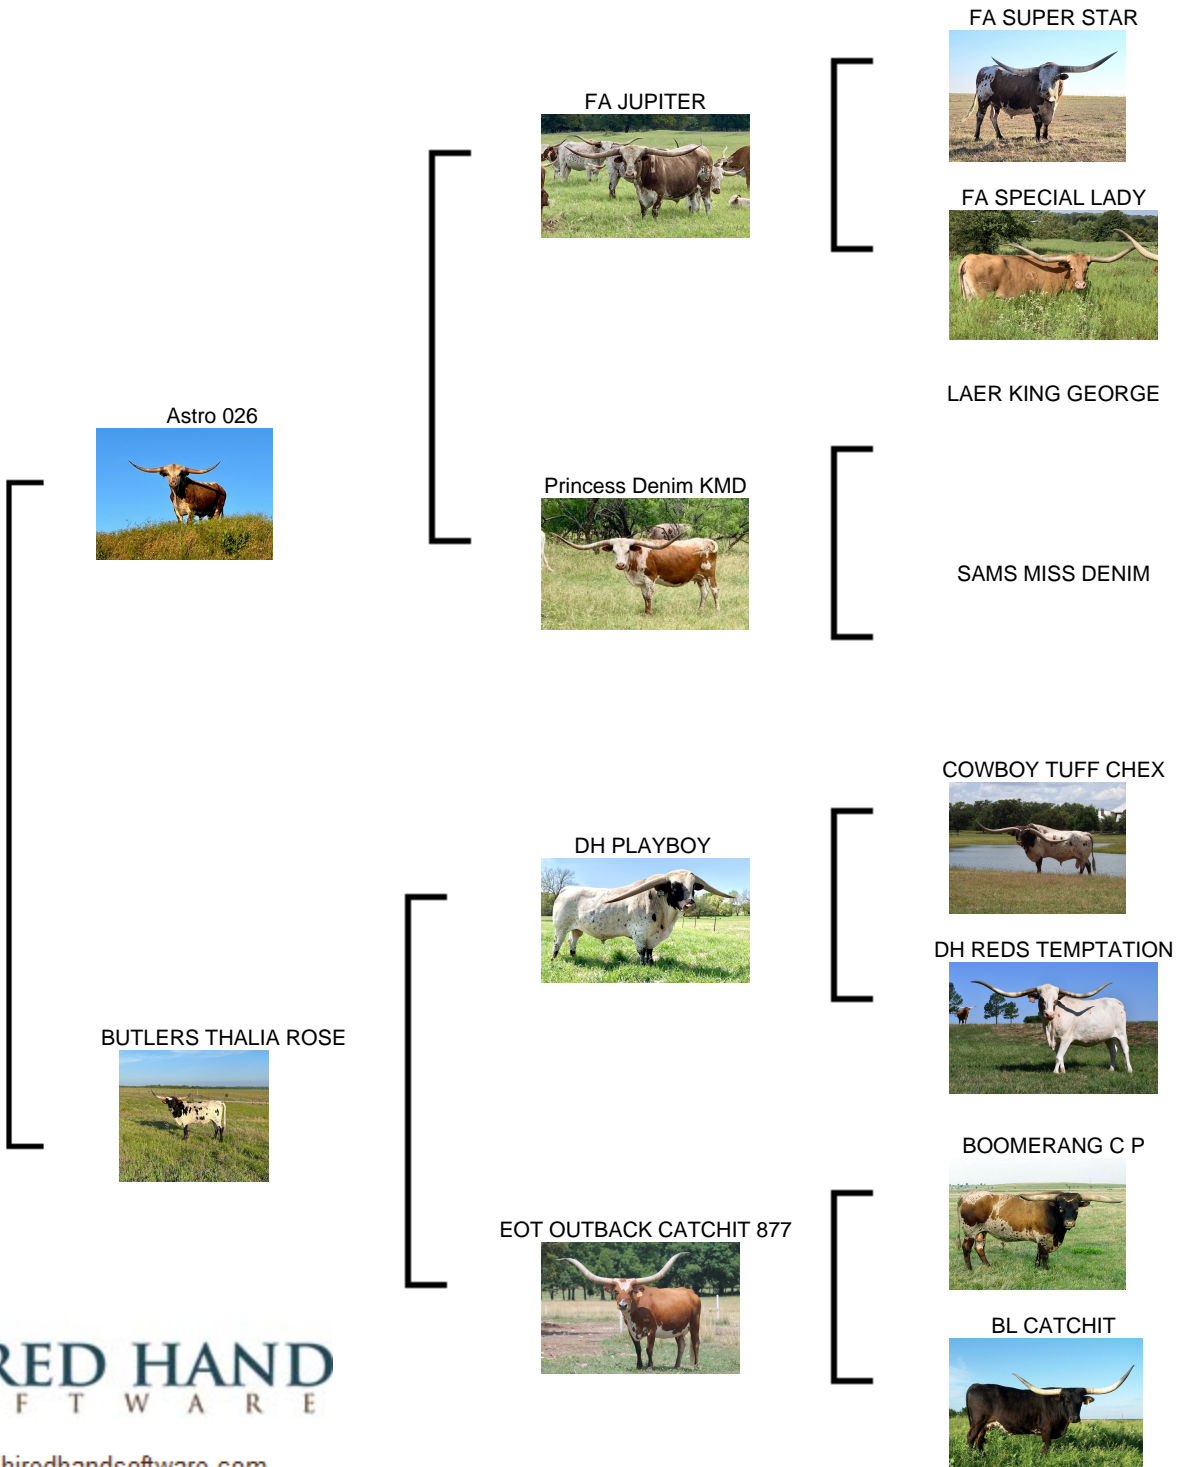 FA SUPER STAR
FA JUPITER
FA SPECIAL LADY
LAER KING GEORGE
Astro 026
Princess Denim KMD
SAMS MISS DENIM
COWBOY TUFF CHEX
DH PLAYBOY
DH REDS TEMPTATION
BUTLERS THALIA ROSE
BOOMERANG C P
EOT OUTBACK CATCHIT 877
BL CATCHIT
RED HAND
F T W A R E
hiredhandsoftware.com